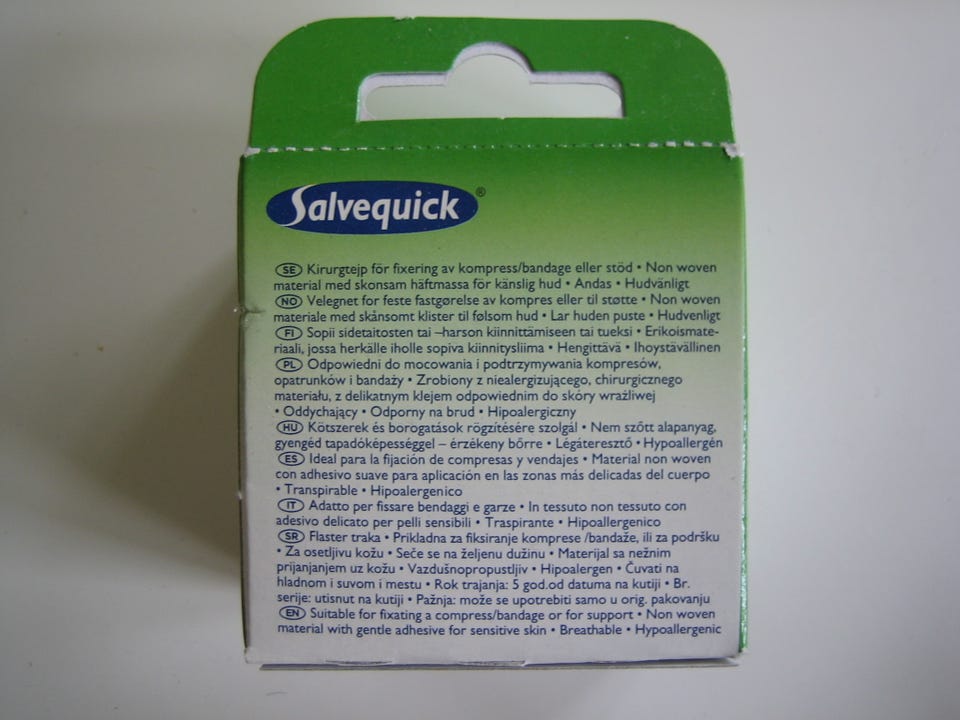 Salvequick®
SE Kirurgtejp för fixering av kompress/bandage eller stöd • Non woven
material med skonsam häftmassa för känslig hud • Andas • Hudvänligt
NO Velegnet for feste fastgørelse av kompres eller til støtte • Non woven
materiale med skånsomt klister til følsom hud • Lar huden puste • Hudvenligt
FI Sopii sidetaitosten tai –harson kiinnittämiseen tai tueksi • Erikoismate-
riaali, jossa herkälle iholle sopiva kiinnitysliima • Hengittävä • Ihoystävällinen
PL Odpowiedni do mocowania i podtrzymywania kompresów,
opatrunków i bandaży • Zrobiony z niealergizującego, chirurgicznego
materiału, z delikatnym klejem odpowiednim do skóry wrażliwej
• Oddychający • Odporny na brud • Hipoalergiczny
HU Kötszerek és borogatások rögzítésére szolgál • Nem szőtt alapanyag,
gyengéd tapadóképességgel – érzékeny bőrre • Légáteresztő • Hypoallergén
ES Ideal para la fijación de compresas y vendajes • Material non woven
con adhesivo suave para aplicación en las zonas más delicadas del cuerpo
• Transpirable • Hipoalergenico
IT Adatto per fissare bendaggi e garze • In tessuto non tessuto con
adesivo delicato per pelli sensibili • Traspirante • Hipoallergenico
SR Flaster traka • Prikladna za fiksiranje komprese /bandaže, ili za podršku
• Za osetljivu kožu • Seče se na željenu dužinu • Materijal sa nežnim
prijanjanjem uz kožu • Vazdušnopropustljiv • Hipoalergen • Čuvati na
hladnom i suvom i mestu • Rok trajanja: 5 god.od datuma na kutiji • Br.
serije: utisnut na kutiji • Pažnja: može se upotrebiti samo u orig. pakovanju
EN Suitable for fixating a compress/bandage or for support • Non woven
material with gentle adhesive for sensitive skin • Breathable • Hypoallergenic